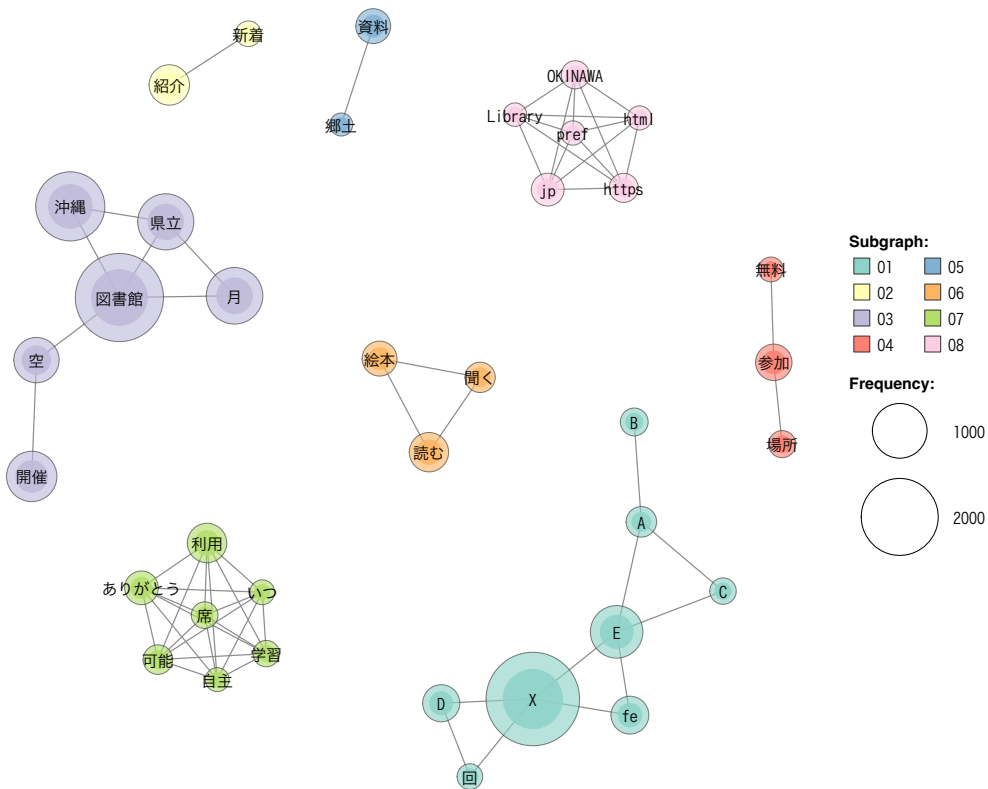 新着
紹介
資料
郷土
OKINAWA
Library
html
pref
jp
https
沖縄
県立
図書館
月
空
開催
無料
参加
場所
絵本
聞く
読む
B
A
C
E
X
D
fe
回
利用
ありがとう
いつ
席
可能
学習
自主
Subgraph:
01
05
02
06
03
07
04
08
Frequency:
1000
2000